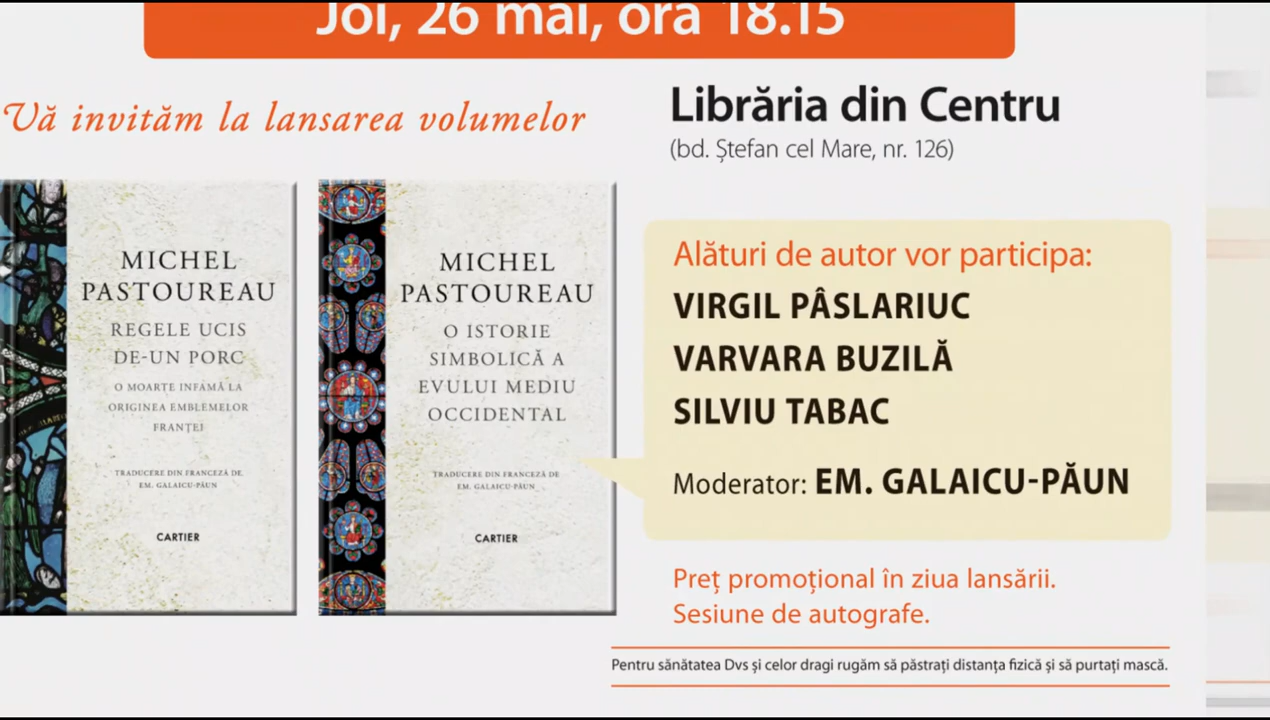 Joi, 26 mai, ora 18.15
Vă invităm la lansarea volumelor
Librăria din Centru
(bd. Ștefan cel Mare, nr. 126)
MICHEL
PASTOUREAU
REGELE UCIS
DE-UN PORC
O MOARTE INFAMĂ LA
ORIGINEA EMBLEMELOR
FRANȚEI
TRADUCERE DIN FRANCEZĂ DE
EM. GALAICU-PĂUN
CARTIER
MICHEL
PASTOUREAU
O ISTORIE
SIMBOLICĂ A
EVULUI MEDIU
OCCIDENTAL
TRADUCERE DIN FRANCEZĂ DE
EM. GALAICU-PĂUN
CARTIER
Alături de autor vor participa:
VIRGIL PÂSLARIUC
VARVARA BUZILĂ
SILVIU TABAC
Moderator: EM. GALAICU-PĂUN
Preț promoțional în ziua lansării.
Sesiune de autografe.
Pentru sănătatea Dvs și celor dragi rugăm să păstrați distanța fizică și să purtați mască.